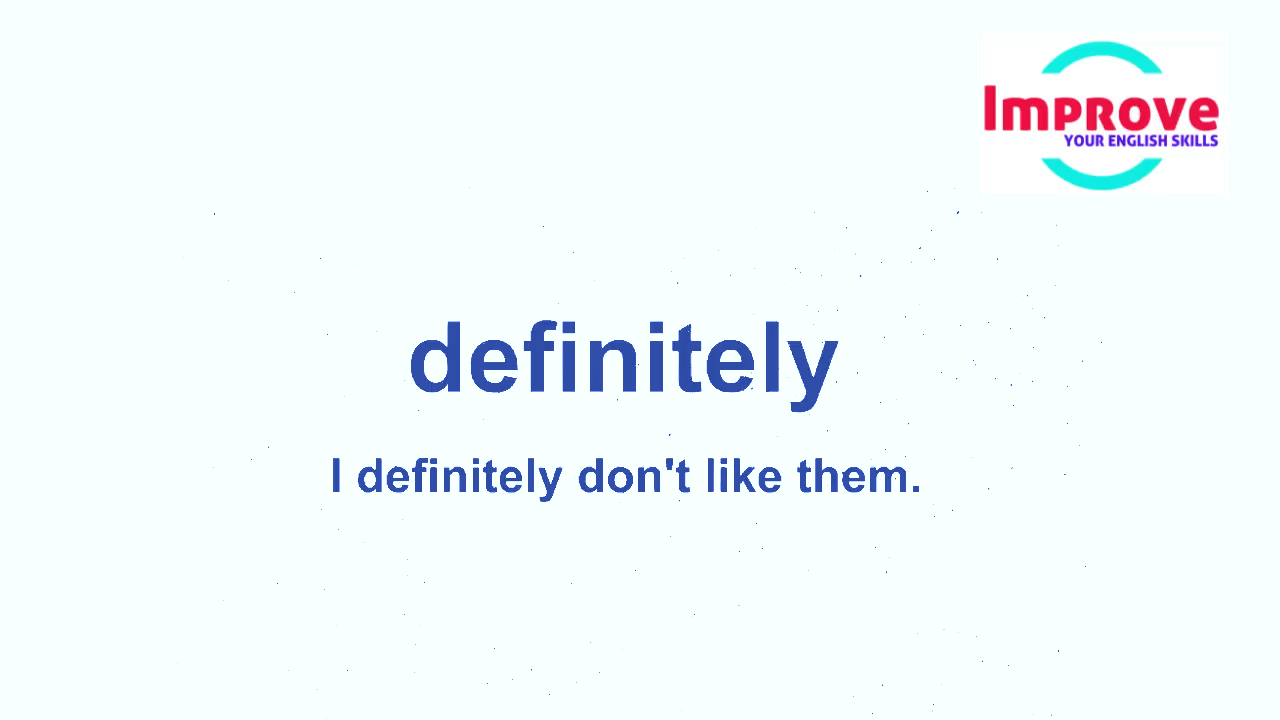 Improve
YOUR ENGLISH SKILLS
definitely
I definitely don't like them.